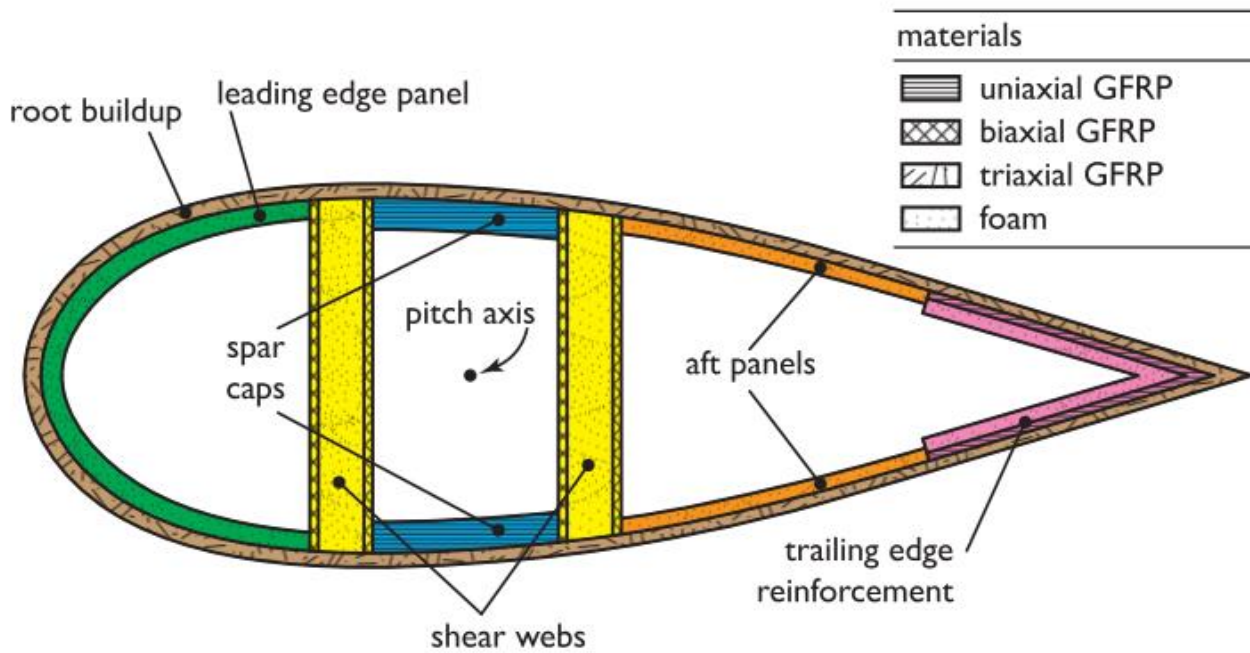 materials
uniaxial GFRP
biaxial GFRP
triaxial GFRP
foam
root buildup
leading edge panel
pitch axis
spar
caps
aft panels
trailing edge
reinforcement
shear webs